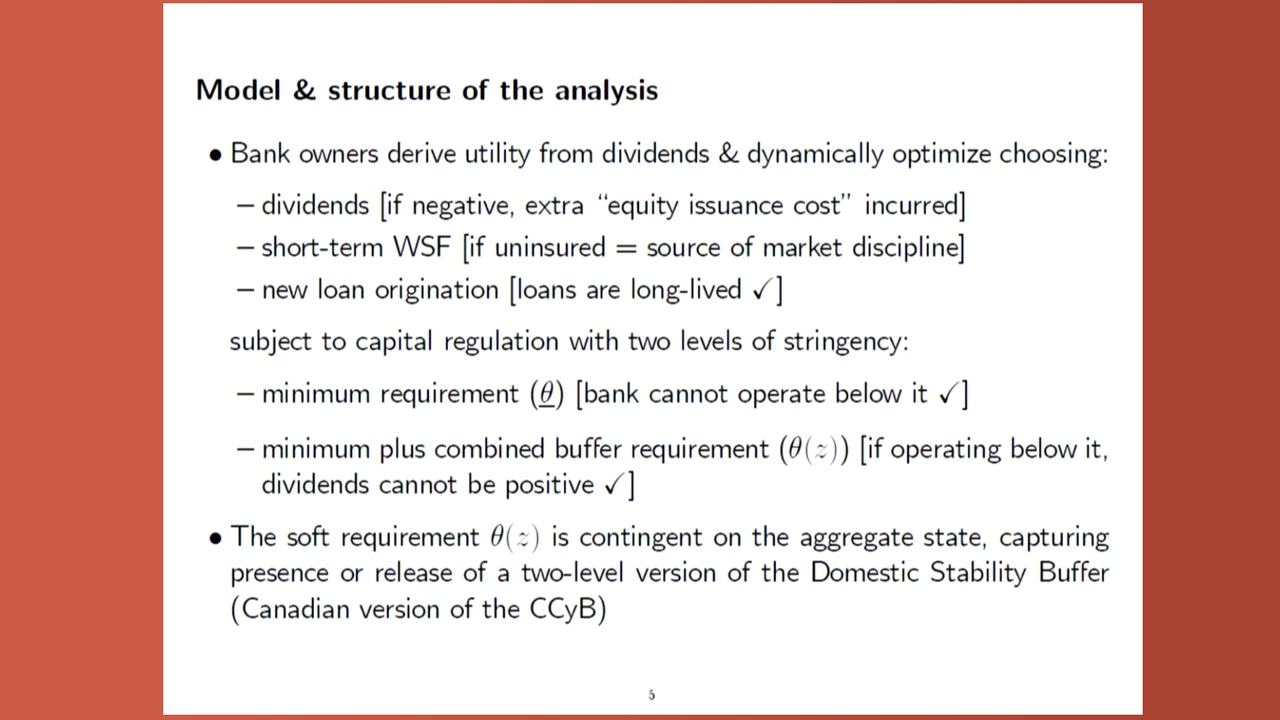 Model & structure of the analysis
• Bank owners derive utility from dividends & dynamically optimize choosing:
– dividends [if negative, extra “equity issuance cost” incurred]
– short-term WSF [if uninsured = source of market discipline]
– new loan origination [loans are long-lived ✓]
subject to capital regulation with two levels of stringency:
– minimum requirement (θ̲) [bank cannot operate below it ✓]
– minimum plus combined buffer requirement (θ(z)) [if operating below it,
dividends cannot be positive ✓]
• The soft requirement θ(z) is contingent on the aggregate state, capturing
presence or release of a two-level version of the Domestic Stability Buffer
(Canadian version of the CCyB)
5